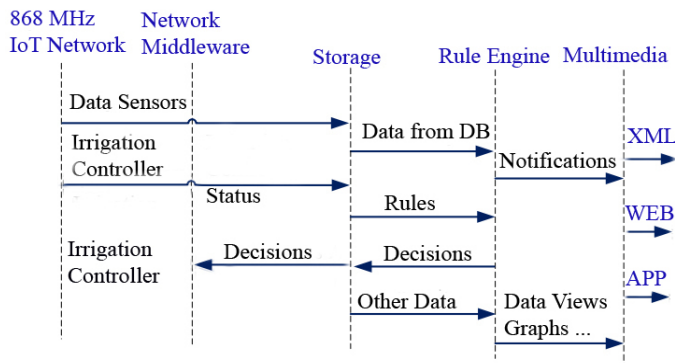 868 MHz
IoT Network
Network
Middleware
Storage
Rule Engine
Multimedia
Data Sensors
Data from DB
XML
Irrigation
Controller
Notifications
Status
Rules
WEB
Irrigation
Controller
Decisions
Decisions
APP
Other Data
Data Views
Graphs ...